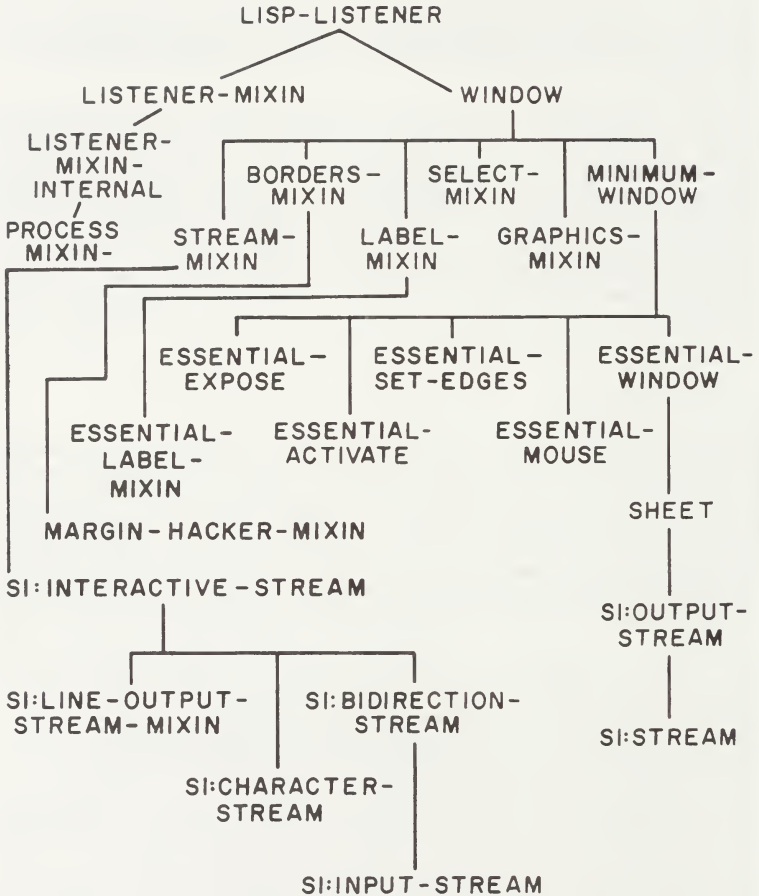 LISP-LISTENER
LISTENER-MIXIN
WINDOW
LISTENER-
MIXIN-
INTERNAL
BORDERS-
MIXIN
SELECT-
MIXIN
MINIMUM-
WINDOW
PROCESS
MIXIN-
STREAM-
MIXIN
LABEL-
MIXIN
GRAPHICS-
MIXIN
ESSENTIAL-
EXPOSE
ESSENTIAL-
SET-EDGES
ESSENTIAL-
WINDOW
ESSENTIAL-
LABEL-
MIXIN
ESSENTIAL-
ACTIVATE
ESSENTIAL-
MOUSE
SHEET
MARGIN-HACKER-MIXIN
SI:INTERACTIVE-STREAM
SI:OUTPUT-
STREAM
SI:LINE-OUTPUT-
STREAM-MIXIN
SI:BIDIRECTION-
STREAM
SI:STREAM
SI:CHARACTER-
STREAM
SI:INPUT-STREAM